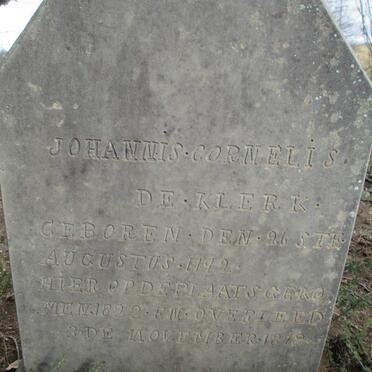 JOHANNIS·CORNELIS
DE·KLERK·
GEBOREN·DEN·26 STE
AUGUSTUS·1792·
HIER OP DE PLAATS GEKO
MEN·1822·EN·OVERLEED
3 DE NOVEMBER·18